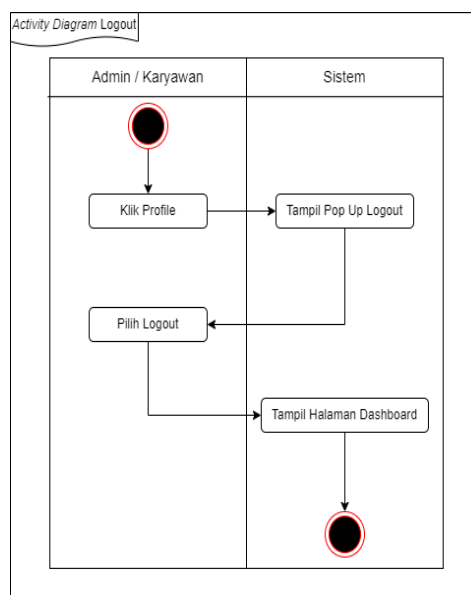 Activity Diagram Logout
Admin / Karyawan
Sistem
Klik Profile
Tampil Pop Up Logout
Pilih Logout
Tampil Halaman Dashboard